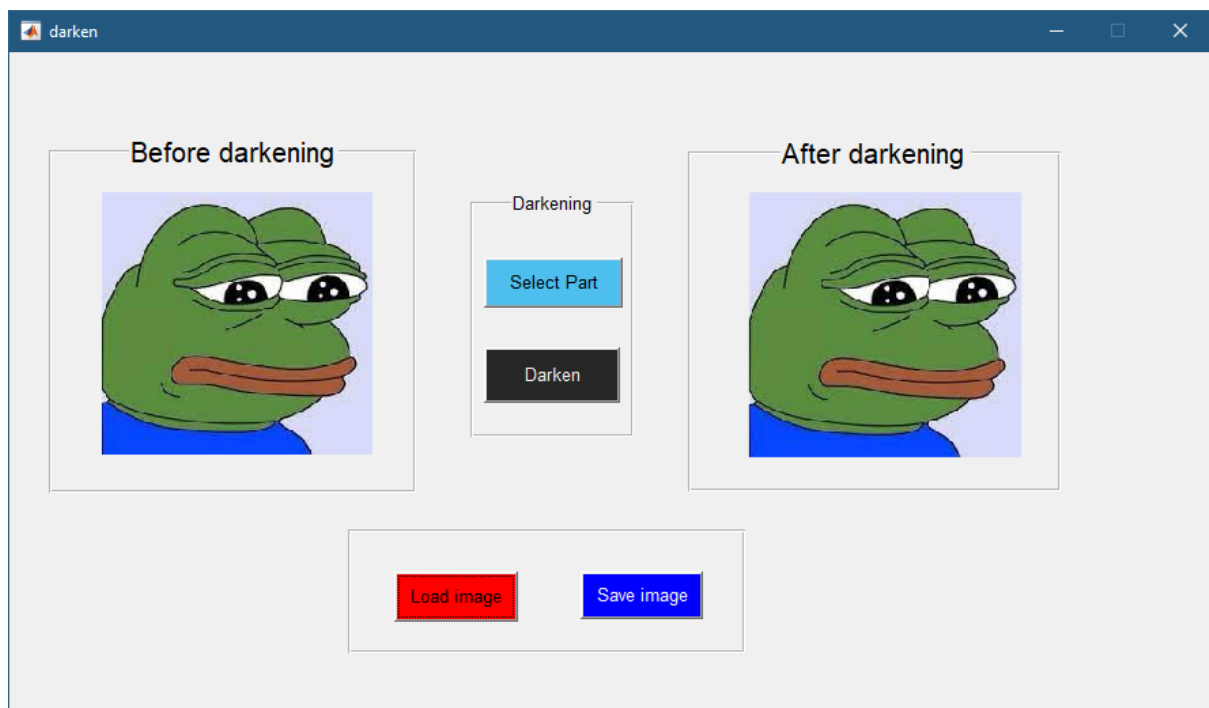 darken
Before darkening
After darkening
Darkening
Select Part
Darken
Load image
Save image